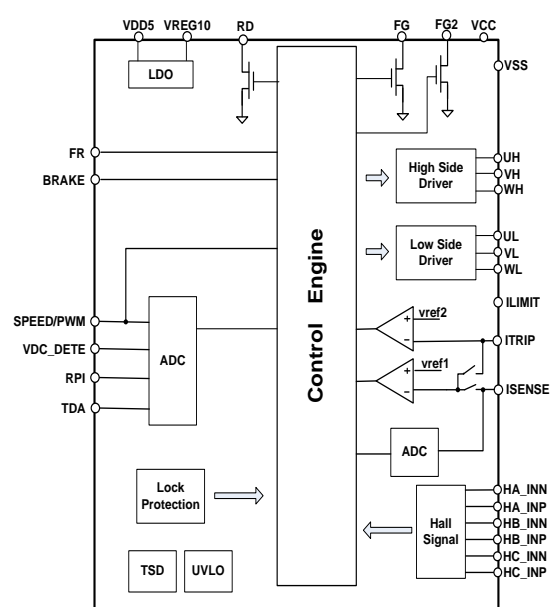 VDD5
VREG10
RD
FG
FG2
VCC
LDO
VSS
FR
BRAKE
High Side
Driver
UH
VH
WH
Low Side
Driver
UL
VL
WL
Control Engine
ILIMIT
SPEED/PWM
VDC_DETE
RPI
TDA
ADC
vref2
+
-
ITRIP
vref1
+
-
ISENSE
ADC
Lock
Protection
Hall
Signal
HA_INN
HA_INP
HB_INN
HB_INP
HC_INN
HC_INP
TSD
UVLO